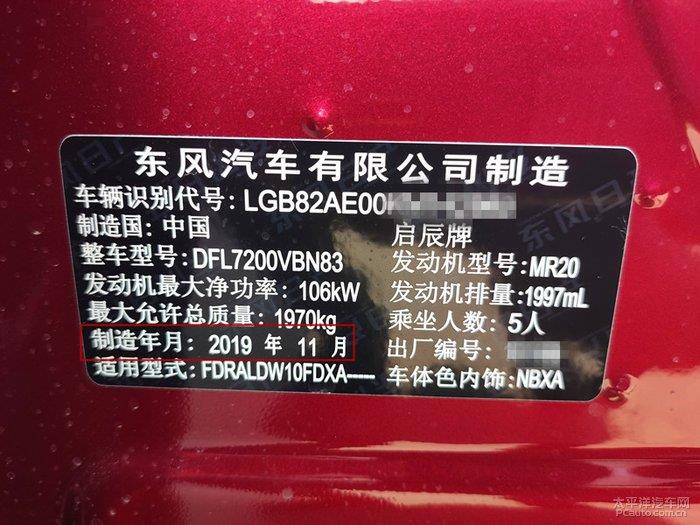 东风汽车有限公司制造
车辆识别代号: LGB82AE00
制造国: 中国 启辰牌
整车型号: DFL7200VBN83 发动机型号: MR20
发动机最大净功率: 106kW 发动机排量: 1997mL
最大允许总质量: 1970kg 乘坐人数: 5人
制造年月: 2019 年 11 月 出厂编号:
适用型式: FDRALDW10FDXA----- 车体色内饰: NBXA
太平洋汽车网
PCauto.com.cn